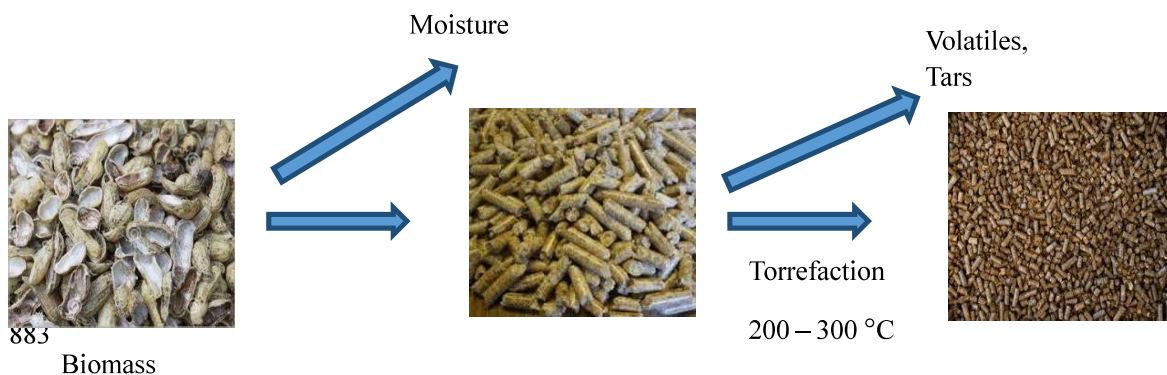 Moisture
Volatiles,
Tars
Torrefaction
200 – 300 °C
883
Biomass